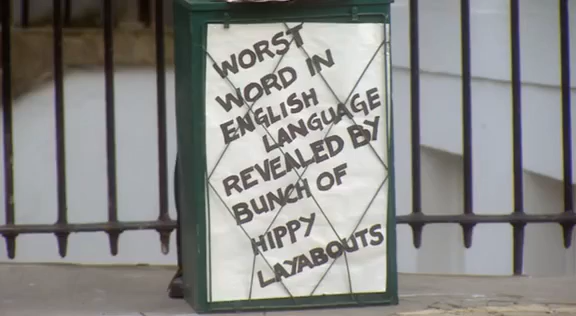 WORST
WORD IN
ENGLISH
LANGUAGE
REVEALED BY
BUNCH OF
HIPPY
LAYABOUTS